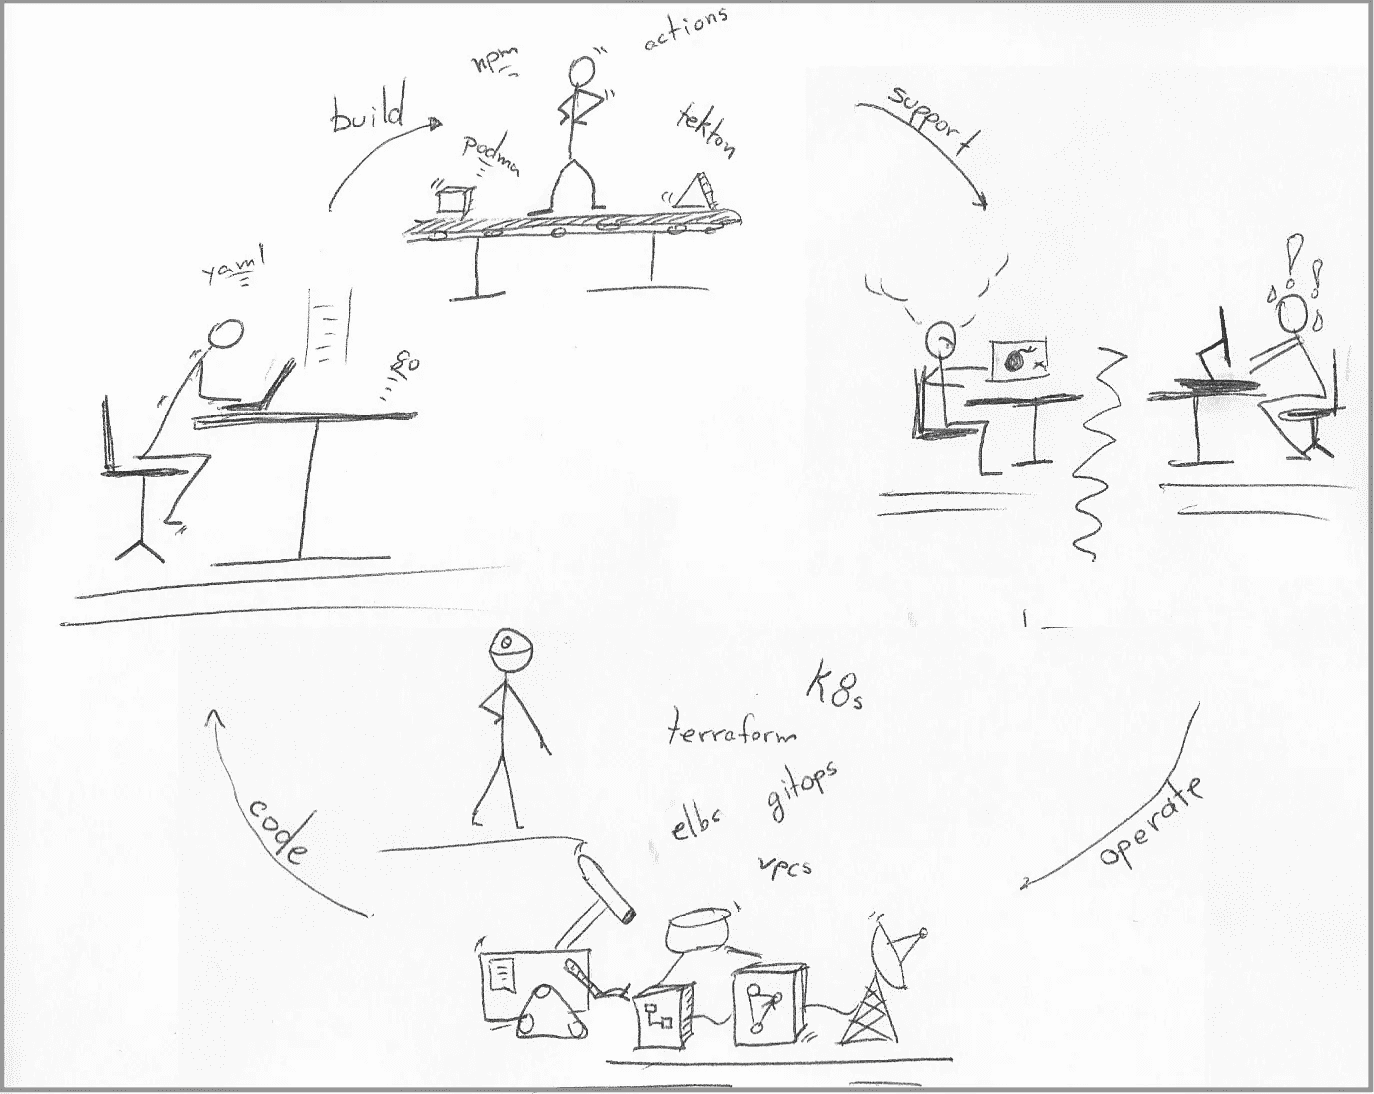 actions
npm
build
support
tekton
podman
yaml
go
k8s
terraform
gitops
elbs
vpcs
operate
code